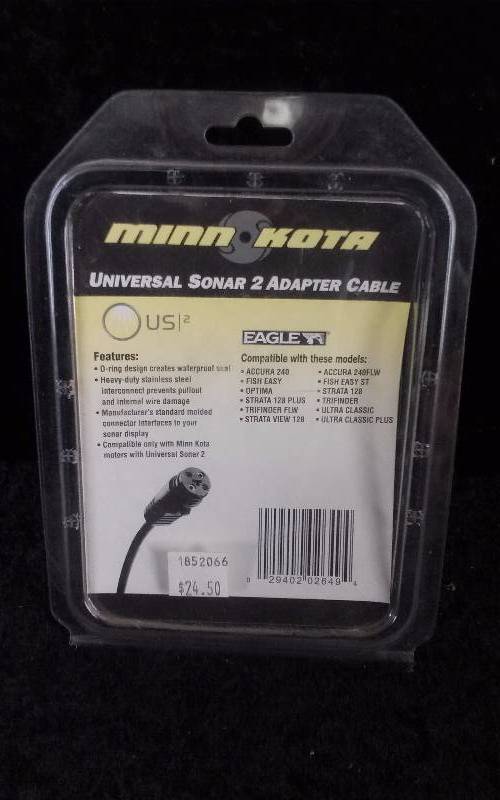 MINN KOTA
UNIVERSAL SONAR 2 ADAPTER CABLE
US|2
EAGLE
Features:
• O-ring design creates waterproof seal
• Heavy-duty stainless steel
interconnect prevents pullout
and internal wire damage
• Manufacturer's standard molded
connector interfaces to your
sonar display
• Compatible only with Minn Kota
motors with Universal Sonar 2
Compatible with these models:
• ACCURA 240
• FISH EASY
• OPTIMA
• STRATA 128 PLUS
• TRIFINDER FLW
• STRATA VIEW 128
• ACCURA 240FLW
• FISH EASY ST
• STRATA 128
• TRIFINDER
• ULTRA CLASSIC
• ULTRA CLASSIC PLUS
1852066
$24.50
0 29402 02649 4